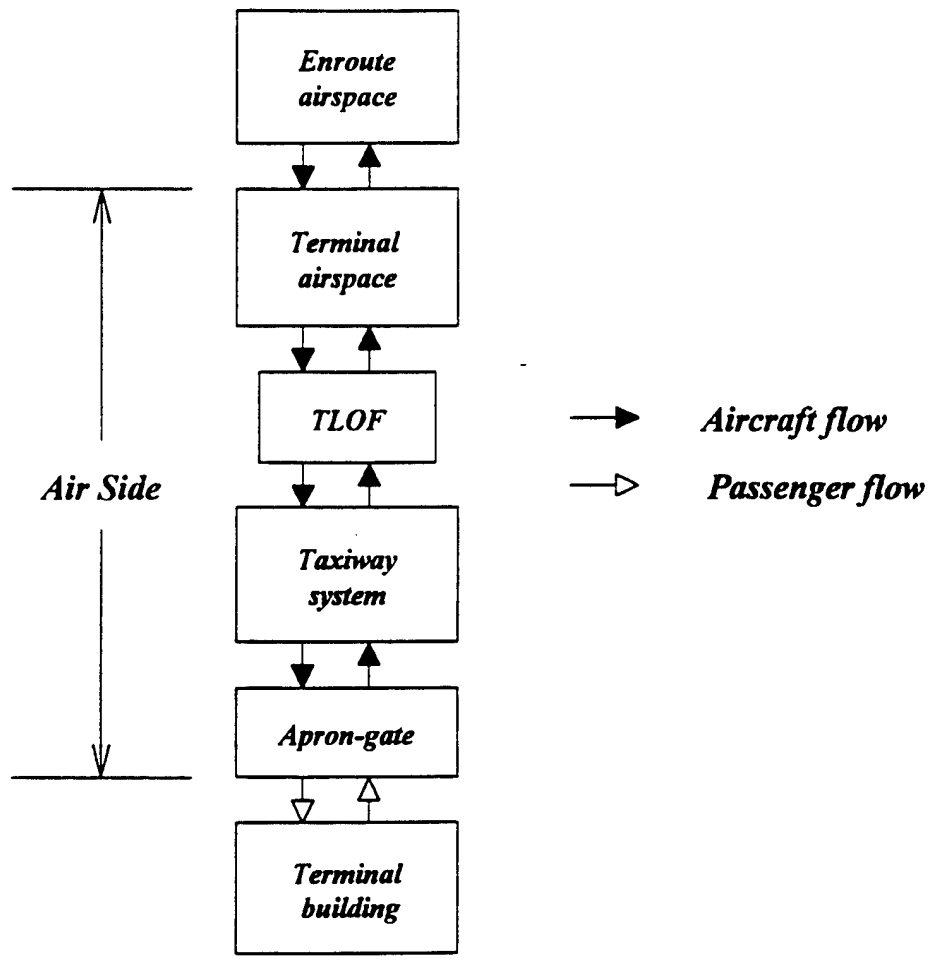 Enroute
airspace
Terminal
airspace
TLOF
Aircraft flow
Air Side
Passenger flow
Taxiway
system
Apron-gate
Terminal
building